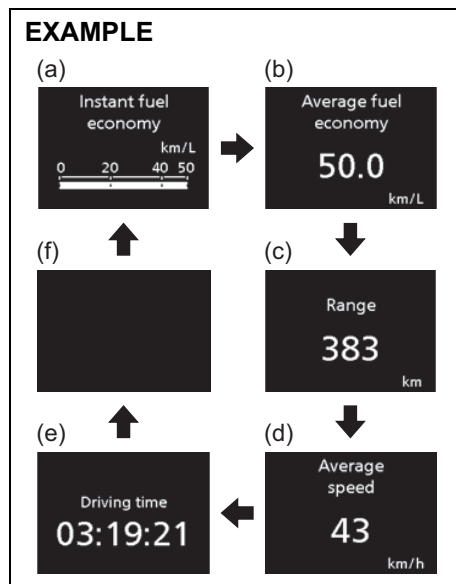 EXAMPLE
(a)
Instant fuel
economy
km/L
0 20 40 50
(b)
Average fuel
economy
50.0
km/L
(c)
Range
383
km
(d)
Average
speed
43
km/h
(e)
Driving time
03:19:21
(f)